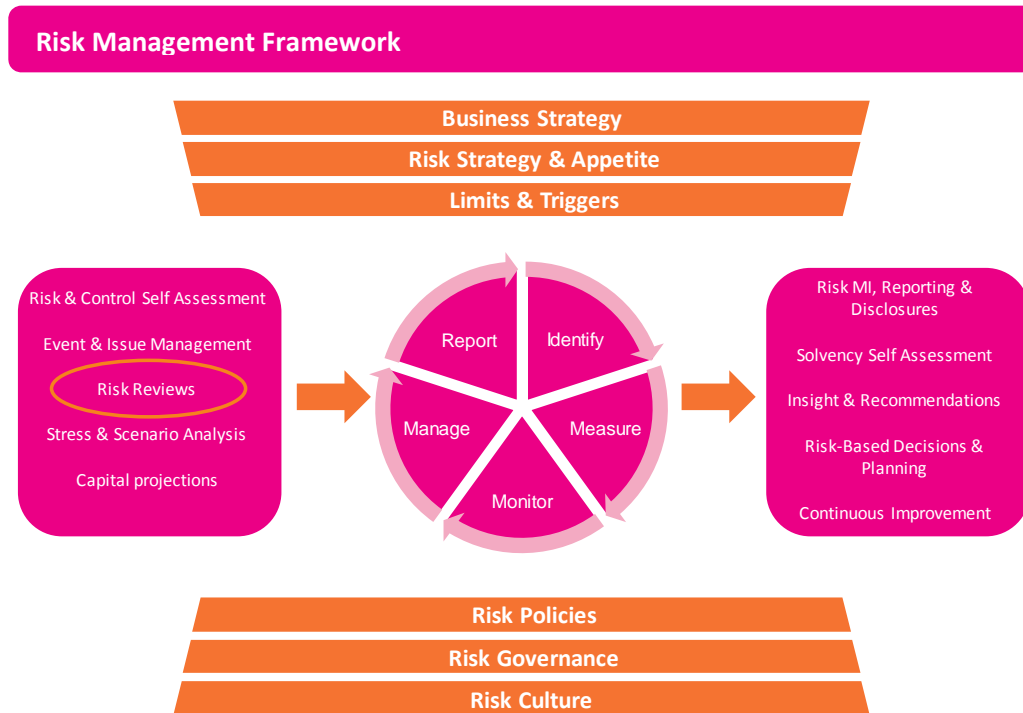 Risk Management Framework
Business Strategy
Risk Strategy & Appetite
Limits & Triggers
Risk & Control Self Assessment
Event & Issue Management
Risk Reviews
Stress & Scenario Analysis
Capital projections
Report
Identify
Manage
Measure
Monitor
Risk MI, Reporting &
Disclosures
Solvency Self Assessment
Insight & Recommendations
Risk-Based Decisions &
Planning
Continuous Improvement
Risk Policies
Risk Governance
Risk Culture